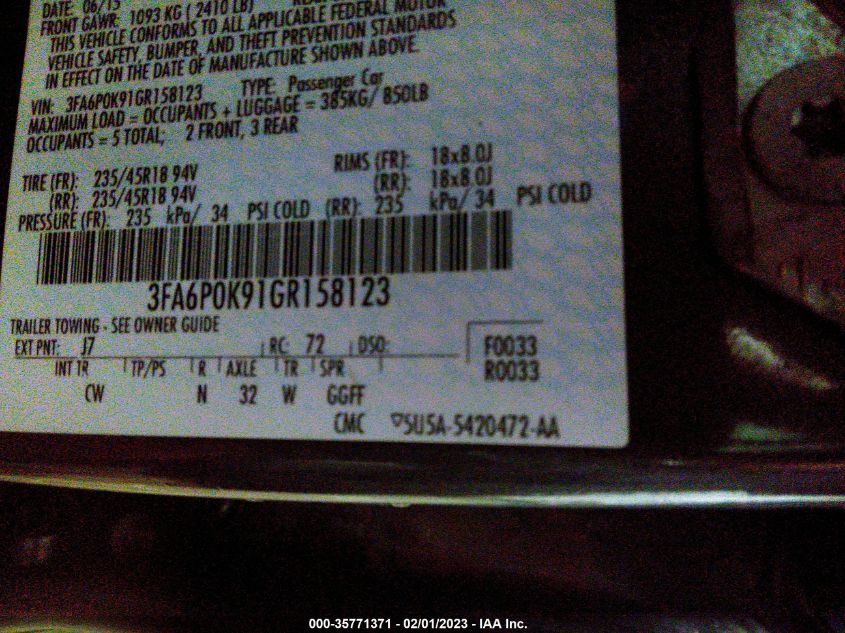 DATE: 06/15
FRONT GAWR: 1093 KG ( 2410 LB)
THIS VEHICLE CONFORMS TO ALL APPLICABLE FEDERAL MOTOR
VEHICLE SAFETY, BUMPER, AND THEFT PREVENTION STANDARDS
IN EFFECT ON THE DATE OF MANUFACTURE SHOWN ABOVE.
VIN: 3FA6P0K91GR158123 TYPE: Passenger Car
MAXIMUM LOAD = OCCUPANTS + LUGGAGE = 385KG/ 850LB
OCCUPANTS = 5 TOTAL; 2 FRONT, 3 REAR
TIRE (FR): 235/45R18 94V RIMS (FR): 18x8.0J
(RR): 235/45R18 94V (RR): 18x8.0J
PRESSURE (FR): 235 kPa/ 34 PSI COLD (RR): 235 kPa/ 34 PSI COLD
3FA6P0K91GR158123
TRAILER TOWING - SEE OWNER GUIDE
EXT PNT: J7 RC: 72 DSO: F0033
INT TR TP/PS R AXLE TR SPR R0033
CW N 32 W GGFF
CMC 5U5A-5420472-AA
000-35771371 - 02/01/2023 - IAA Inc.